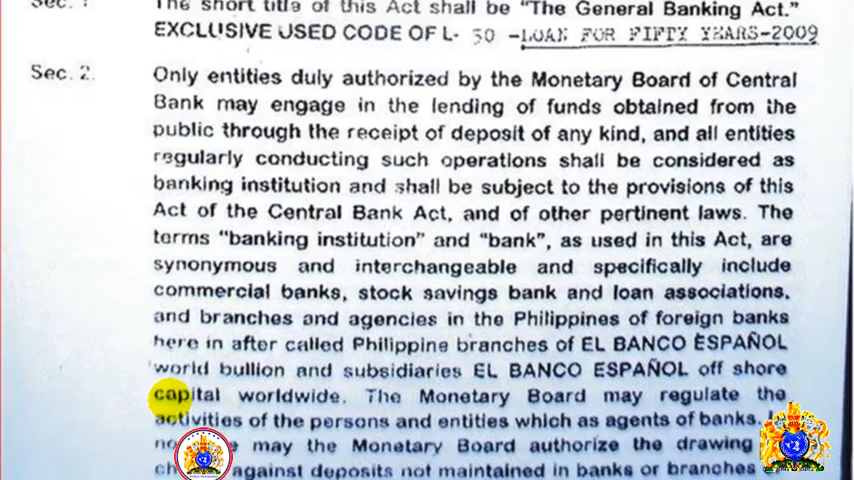 Sec. 1 The short title of this Act shall be "The General Banking Act."
EXCLUSIVE USED CODE OF L- 50 -LOAN FOR FIFTY YEARS-2009
Sec. 2. Only entities duly authorized by the Monetary Board of Central
Bank may engage in the lending of funds obtained from the
public through the receipt of deposit of any kind, and all entities
regularly conducting such operations shall be considered as
banking institution and shall be subject to the provisions of this
Act of the Central Bank Act, and of other pertinent laws. The
terms "banking institution" and "bank", as used in this Act, are
synonymous and interchangeable and specifically include
commercial banks, stock savings bank and loan associations,
and branches and agencies in the Philippines of foreign banks
here in after called Philippine branches of EL BANCO ESPAÑOL
world bullion and subsidiaries EL BANCO ESPAÑOL off shore
capital worldwide. The Monetary Board may regulate the
activities of the persons and entities which as agents of banks.
may the Monetary Board authorize the drawing
against deposits not maintained in banks or branches